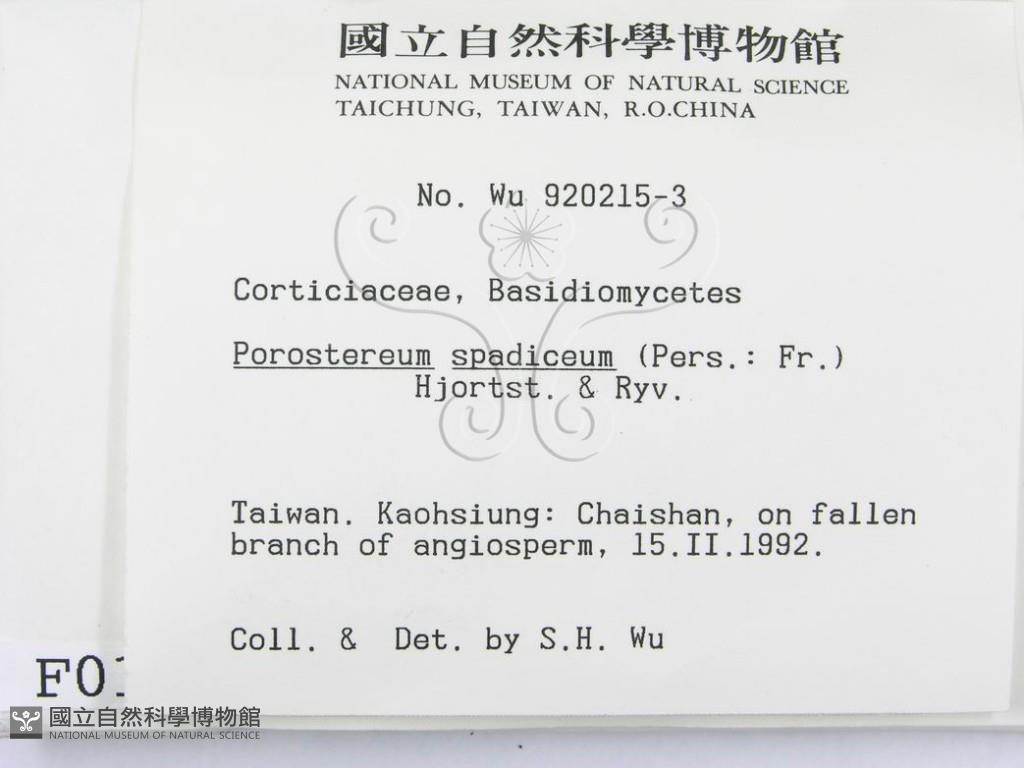 國立自然科學博物館
NATIONAL MUSEUM OF NATURAL SCIENCE
TAICHUNG, TAIWAN, R.O.CHINA
No. Wu 920215-3
Corticiaceae, Basidiomycetes
Porostereum spadiceum (Pers.: Fr.)
Hjortst. & Ryv.
Taiwan. Kaohsiung: Chaishan, on fallen
branch of angiosperm, 15.II.1992.
Coll. & Det. by S.H. Wu
國立自然科學博物館
NATIONAL MUSEUM OF NATURAL SCIENCE